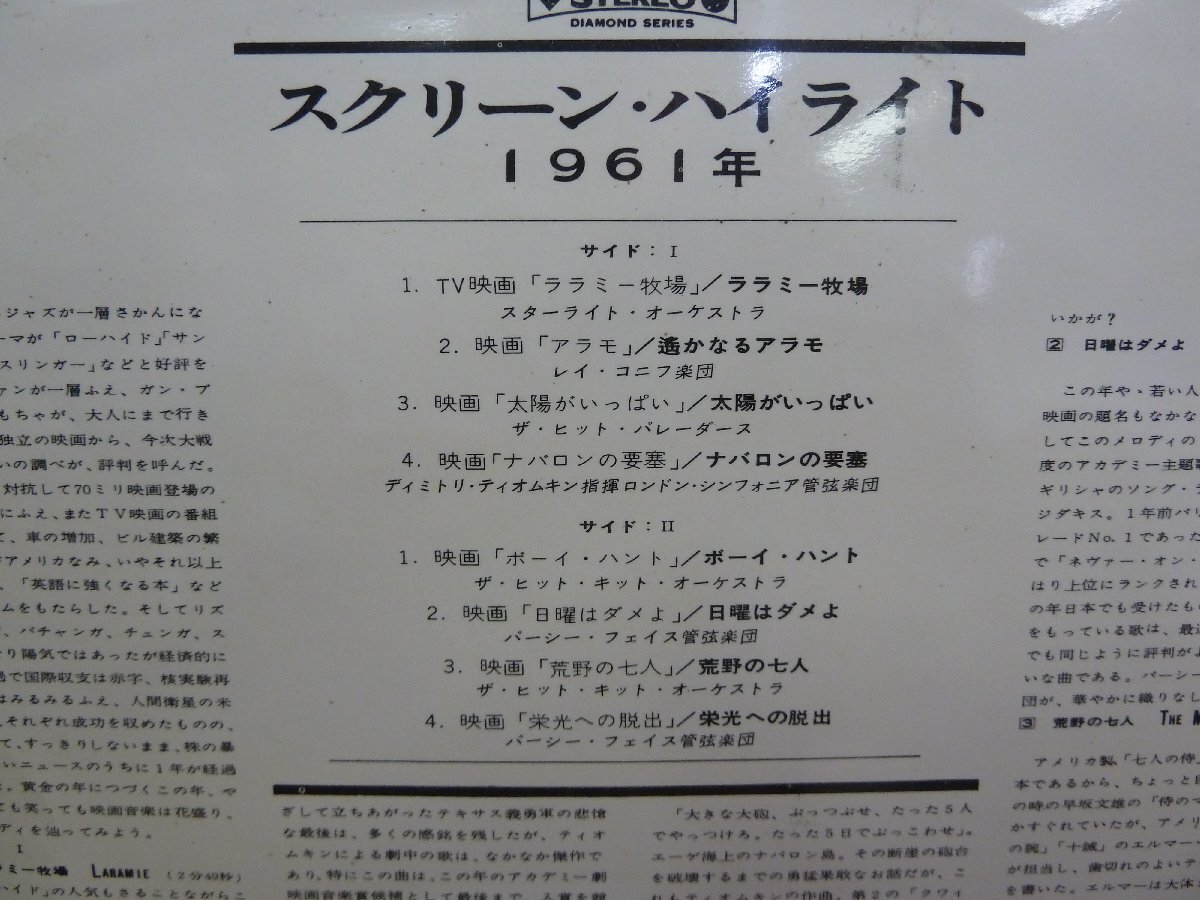 STEREO
DIAMOND SERIES
スクリーン・ハイライト
1961年
サイド：I
1. TV映画「ララミー牧場」/ララミー牧場
スターライト・オーケストラ
2. 映画「アラモ」/遙かなるアラモ
レイ・コニフ楽団
3. 映画「太陽がいっぱい」/太陽がいっぱい
ザ・ヒット・パレーダース
4. 映画「ナバロンの要塞」/ナバロンの要塞
ディミトリ・ティオムキン指揮ロンドン・シンフォニア管弦楽団
サイド：II
1. 映画「ボーイ・ハント」/ボーイ・ハント
ザ・ヒット・キット・オーケストラ
2. 映画「日曜はダメよ」/日曜はダメよ
パーシー・フェイス管弦楽団
3. 映画「荒野の七人」/荒野の七人
ザ・ヒット・キット・オーケストラ
4. 映画「栄光への脱出」/栄光への脱出
パーシー・フェイス管弦楽団
ジャズが一層さかんにな
ーマが「ローハイド」「サン
スリンガー」などと好評を
ァンが一層ふえ、ガン・ブ
もちゃが、大人にまで行き
独立の映画から、今次大戦
いの調べが、評判を呼んだ。
対抗して70ミリ映画登場の
にふえ、またTV映画の番組
て、車の増加、ビル建築の繁
がアメリカなみ、いやそれ以上
、「英語に強くなる本」など
ームをもたらした。そしてリズ
、パチャンガ、チュンガ、ス
り陽気ではあったが経済的に
過で国際収支は赤字、核実験再
はみるみるふえ、人間衛星の米
、それぞれ成功を収めたものの、
て、すっきりしないまま、株の暴
いニュースのうちに1年が経過
。黄金の年につづくこの年、や
ても笑っても映画音楽は花盛り。
ディを辿ってみよう。
I
ミー牧場 LARAMIE（2分49秒）
ハイド」の人気もさることながらこ
ざして立ちあがったテキサス義勇軍の悲愴
な最後は、多くの感銘を残したが、ティオ
ムキンによる劇中の歌は、なかなか傑作で
あり、特にこの曲は、この年のアカデミー劇
映画音楽賞候補として最後まで、入賞を競
「大きな大砲、ぶっつぶせ、たった5人
でやっつけろ。たった5日でぶっこわせ」。
エーゲ海上のナバロン島。その断崖の砲台
を破壊するまでの勇猛果敢なお話だが、こ
れもティオムキンの作曲。第2の「クワイ
いかが？
2 日曜はダメよ
この年や・若い人
映画の題名もなかな
してこのメロディの
度のアカデミー主題歌
ギリシャのソング・ラ
ジダキス。1年前パリ
レードNo.1であった
で「ネヴァー・オン・
はり上位にランクされ
の年日本でも受けたもの
をもっている歌は、最近
でも同じように評判がよ
いな曲である。パーシー
団が、華やかに織りなし
3 荒野の七人 THE M
アメリカ製、「七人の侍」
本であるから、ちょっと
の時の早坂文雄の「侍のマ
かすぐれていたが、アメリ
の腕」「十誡」のエルマー・
が担当し、歯切れのよいテ
を書いた。エルマーは大体